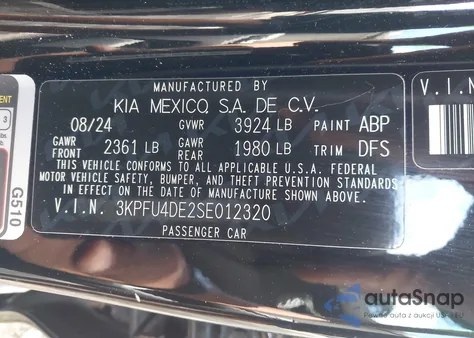 MANUFACTURED BY
KIA MEXICO, S.A. DE C.V.
08/24 GVWR 3924 LB PAINT ABP
GAWR FRONT 2361 LB GAWR REAR 1980 LB TRIM DFS
THIS VEHICLE CONFORMS TO ALL APPLICABLE U.S.A. FEDERAL
MOTOR VEHICLE SAFETY, BUMPER, AND THEFT PREVENTION STANDARDS
IN EFFECT ON THE DATE OF MANUFACTURE SHOWN ABOVE.
V.I.N. 3KPFU4DE2SE012320
PASSENGER CAR
V.I.N
G510
3
autoSnap